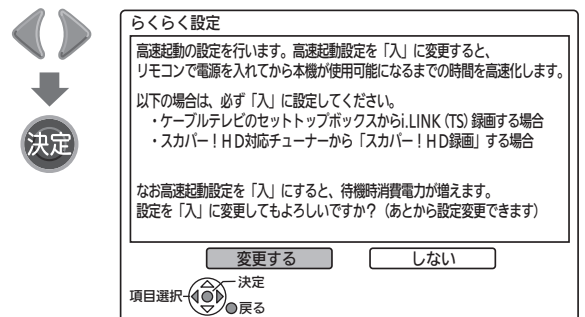 らくらく設定
高速起動の設定を行います。高速起動設定を「入」に変更すると、
リモコンで電源を入れてから本機が使用可能になるまでの時間を高速化します。
以下の場合は、必ず「入」に設定してください。
・ケーブルテレビのセットトップボックスからi.LINK（TS）録画する場合
・スカパー！HD対応チューナーから「スカパー！HD録画」する場合
なお高速起動設定を「入」にすると、待機時消費電力が増えます。
設定を「入」に変更してもよろしいですか？（あとから設定変更できます）
決定
変更する しない
項目選択 決定
戻る